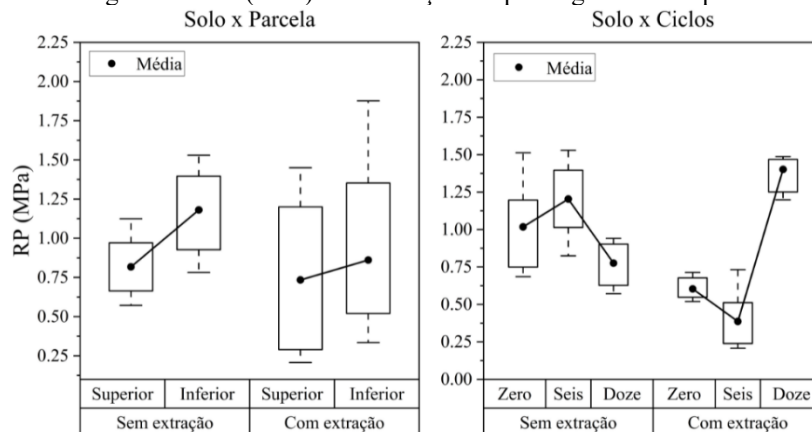 Solo x Parcela
Solo x Ciclos
RP (MPa)
2.25
2.00
1.75
1.50
1.25
1.00
0.75
0.50
0.25
Média
Superior Inferior Superior Inferior
Sem extração Com extração
2.25
2.00
1.75
1.50
1.25
1.00
0.75
0.50
0.25
0.00
Média
Zero Seis Doze Zero Seis Doze
Sem extração Com extração